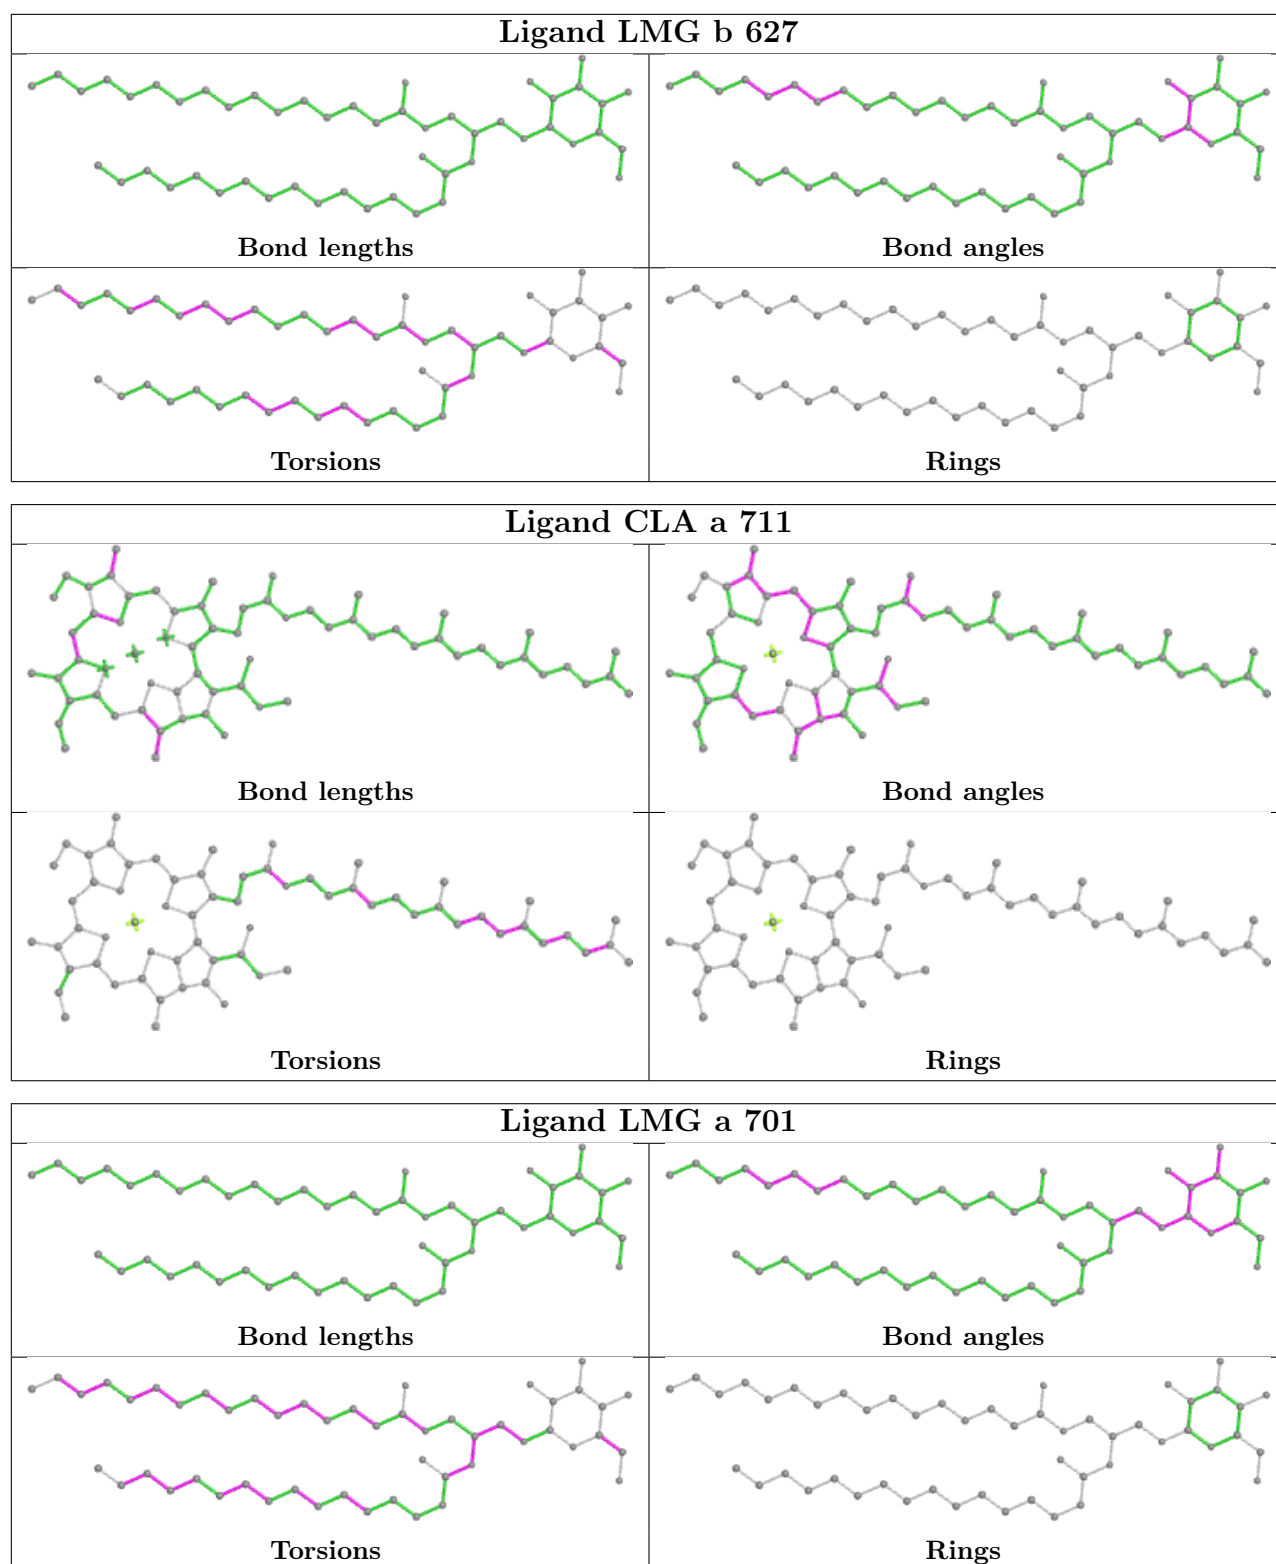 Ligand LMG b 627
Bond lengths
Bond angles
Torsions
Rings
Ligand CLA a 711
Bond lengths
Bond angles
Torsions
Rings
Ligand LMG a 701
Bond lengths
Bond angles
Torsions
Rings